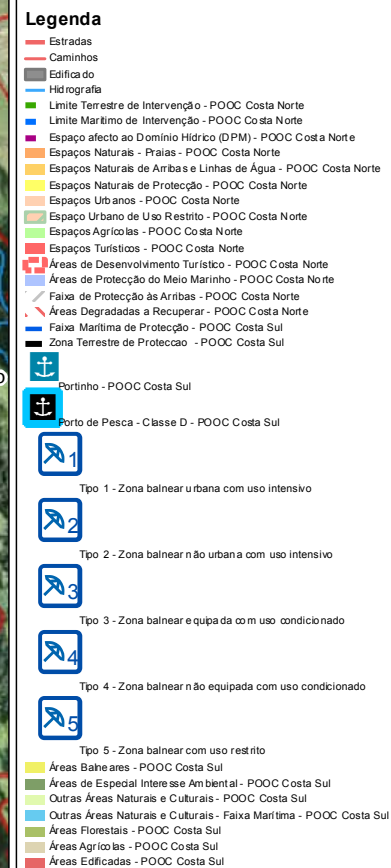 Legenda
Estradas
Caminhos
Edificado
Hidrografia
Limite Terrestre de Intervenção - POOC Costa Norte
Limite Maritimo de Intervenção - POOC Costa Norte
Espaço afecto ao Domínio Hídrico (DPM) - POOC Costa Norte
Espaços Naturais - Praias - POOC Costa Norte
Espaços Naturais de Arribas e Linhas de Água - POOC Costa Norte
Espaços Naturais de Protecção - POOC Costa Norte
Espaços Urbanos - POOC Costa Norte
Espaço Urbano de Uso Restrito - POOC Costa Norte
Espaços Agrícolas - POOC Costa Norte
Espaços Turísticos - POOC Costa Norte
Áreas de Desenvolvimento Turístico - POOC Costa Norte
Áreas de Protecção do Meio Marinho - POOC Costa Norte
Faixa de Protecção às Arribas - POOC Costa Norte
Áreas Degradadas a Recuperar - POOC Costa Norte
Faixa Marítima de Protecção - POOC Costa Sul
Zona Terrestre de Proteccao - POOC Costa Sul
Portinho - POOC Costa Sul
Porto de Pesca - Classe D - POOC Costa Sul
1
Tipo 1 - Zona balnear urbana com uso intensivo
2
Tipo 2 - Zona balnear não urbana com uso intensivo
3
Tipo 3 - Zona balnear equipada com uso condicionado
4
Tipo 4 - Zona balnear não equipada com uso condicionado
5
Tipo 5 - Zona balnear com uso restrito
Áreas Balneares - POOC Costa Sul
Áreas de Especial Interesse Ambiental - POOC Costa Sul
Outras Áreas Naturais e Culturais - POOC Costa Sul
Outras Áreas Naturais e Culturais - Faixa Marítima - POOC Costa Sul
Áreas Florestais - POOC Costa Sul
Áreas Agrícolas - POOC Costa Sul
Áreas Edificadas - POOC Costa Sul